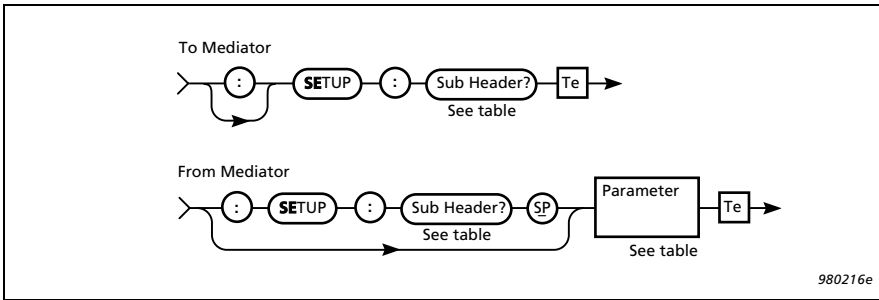 To Mediator
: SETUP : Sub Header? Te
See table
From Mediator
: SETUP : Sub Header? SP Parameter Te
See table
See table
980216e